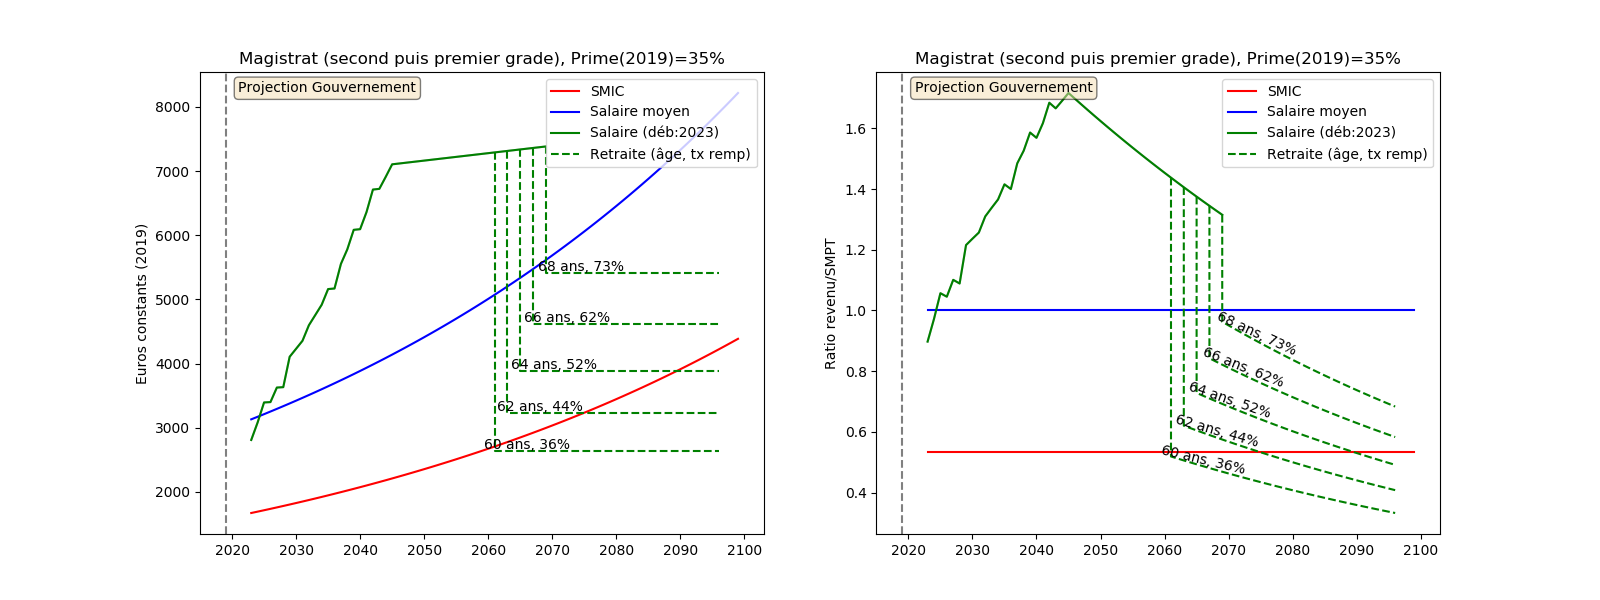 Magistrat (second puis premier grade), Prime(2019)=35%
Projection Gouvernement
SMIC
Salaire moyen
Salaire (déb:2023)
Retraite (âge, tx remp)
Euros constants (2019)
8000
7000
6000
5000
4000
3000
2000
68 ans, 73%
66 ans, 62%
64 ans, 52%
62 ans, 44%
60 ans, 36%
2020 2030 2040 2050 2060 2070 2080 2090 2100
Magistrat (second puis premier grade), Prime(2019)=35%
Projection Gouvernement
SMIC
Salaire moyen
Salaire (déb:2023)
Retraite (âge, tx remp)
Ratio revenu/SMPT
1.6
1.4
1.2
1.0
0.8
0.6
0.4
68 ans, 73%
66 ans, 62%
64 ans, 52%
62 ans, 44%
60 ans, 36%
2020 2030 2040 2050 2060 2070 2080 2090 2100